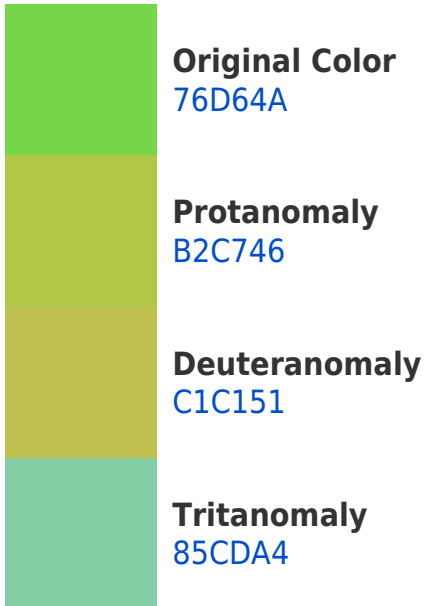 Original Color
76D64A
Protanomaly
B2C746
Deuteranomaly
C1C151
Tritanomaly
85CDA4